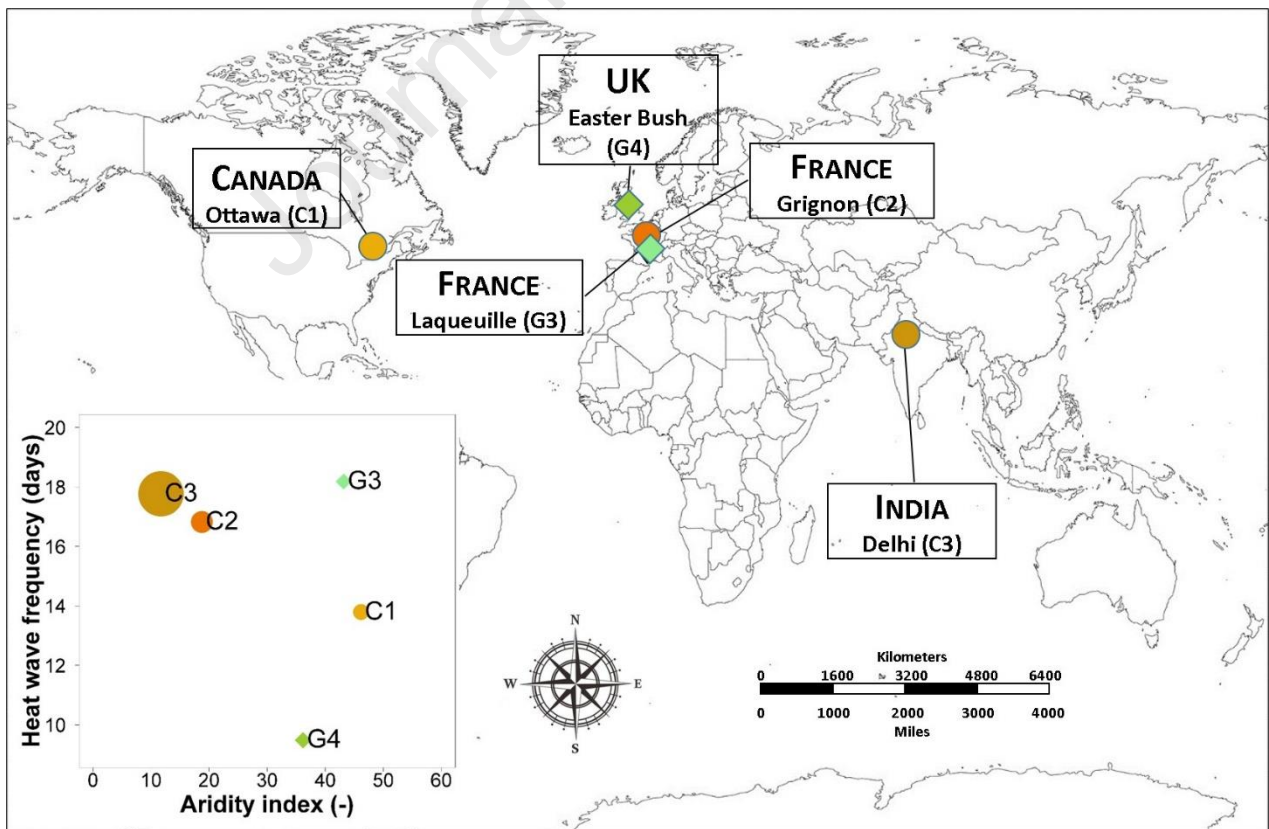 Journal
UK
Easter Bush
(G4)
CANADA
Ottawa (C1)
FRANCE
Grignon (C2)
FRANCE
Laqueuille (G3)
INDIA
Delhi (C3)
Heat wave frequency (days)
20
18
16
14
12
10
C3
C2
G3
C1
G4
0 10 20 30 40 50 60
Aridity index (-)
N
W E
S
Kilometers
0 1600 3200 4800 6400
0 1000 2000 3000 4000
Miles